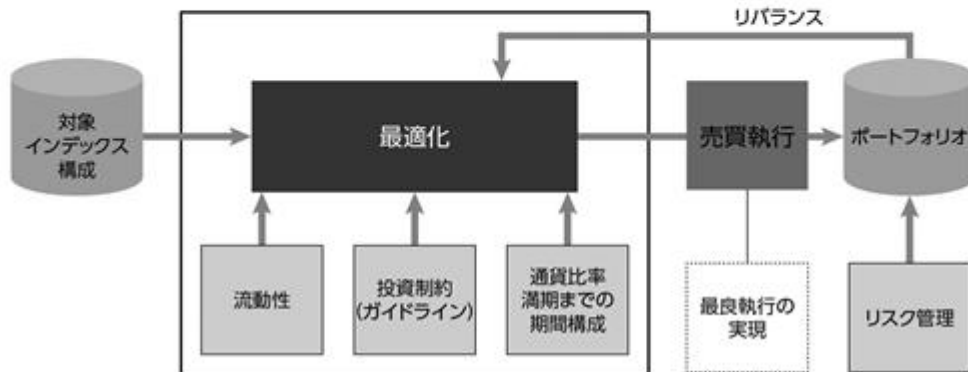 リバランス
対象
インデックス
構成
最適化
売買執行
ポートフォリオ
流動性
投資制約
(ガイドライン)
通貨比率
満期までの
期間構成
最良執行の
実現
リスク管理